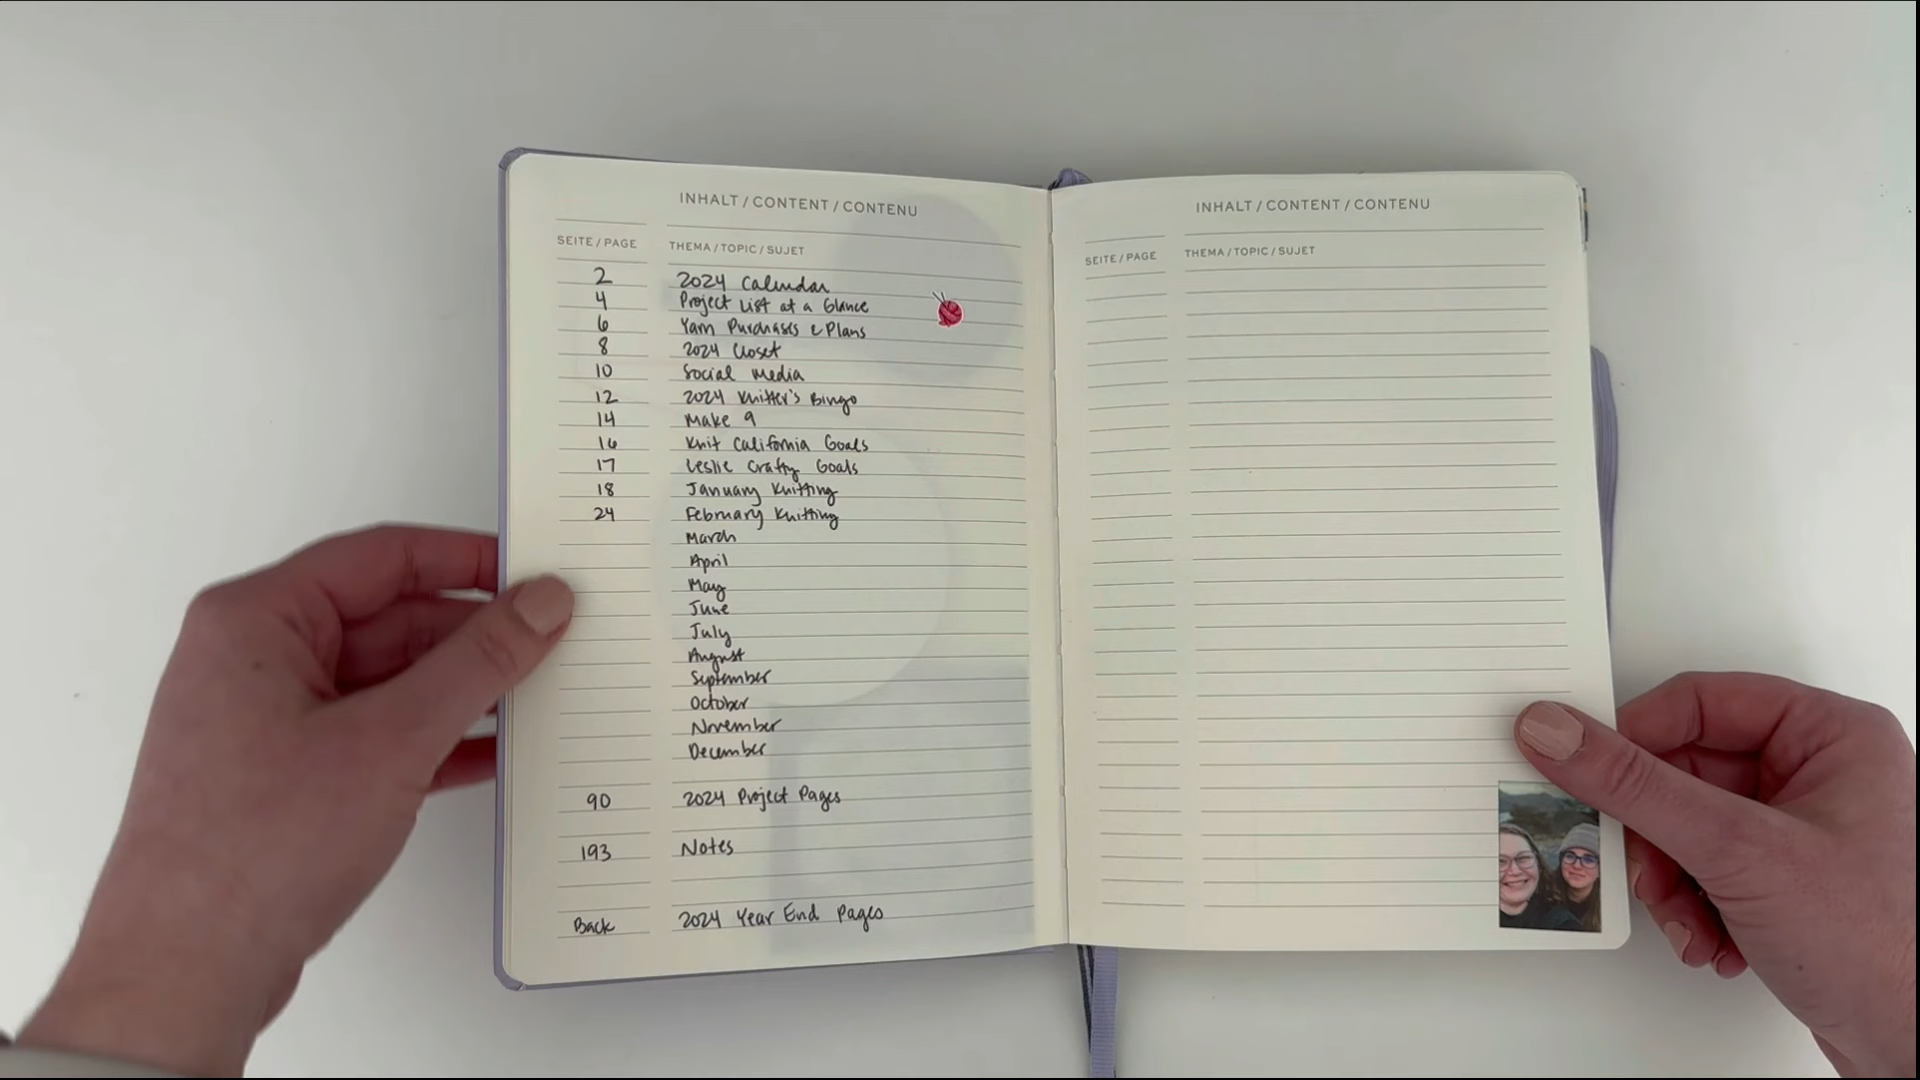 INHALT / CONTENT / CONTENU
SEITE / PAGE THEMA / TOPIC / SUJET
2 2024 Calendar
4 Project List at a Glance
6 Yarn Purchases & Plans
8 2024 Closet
10 Social Media
12 2024 Knitter's Bingo
14 Make 9
16 Knit California Goals
17 Leslie Crafty Goals
18 January Knitting
24 February Knitting
March
April
May
June
July
August
September
October
November
December
90 2024 Project Pages
193 Notes
Back 2024 Year End Pages
INHALT / CONTENT / CONTENU
SEITE / PAGE THEMA / TOPIC / SUJET